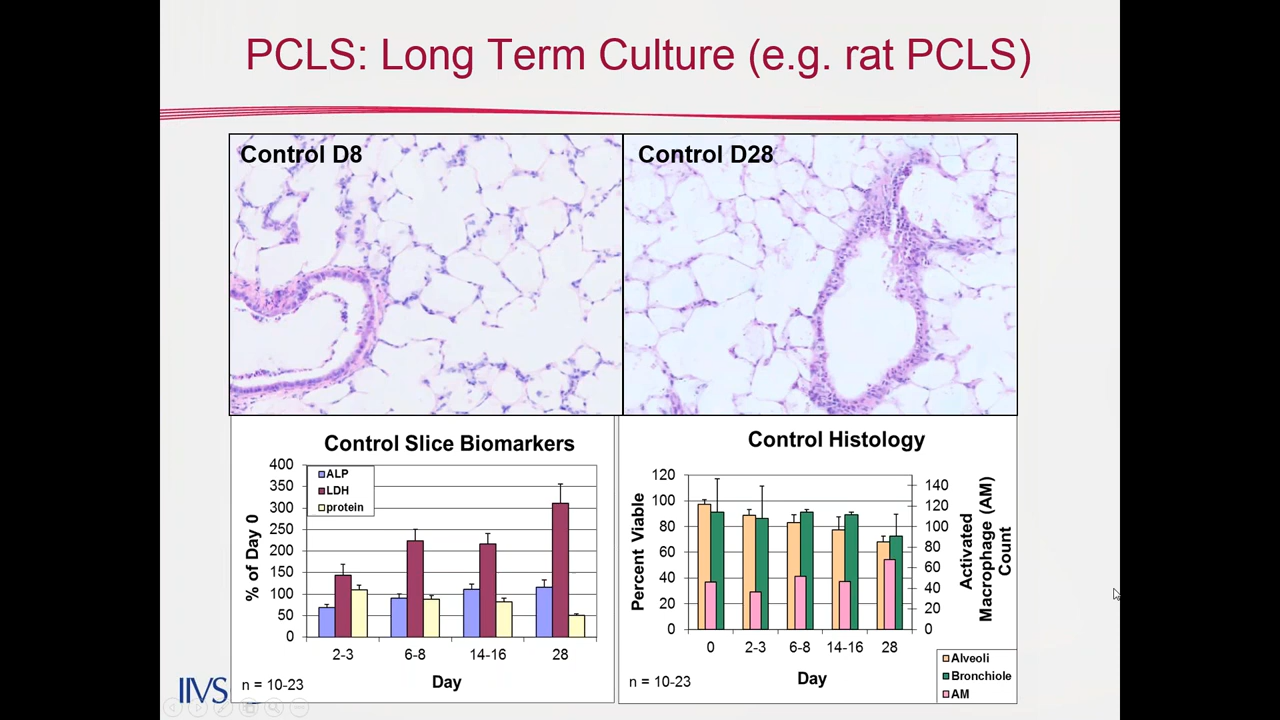 PCLS: Long Term Culture (e.g. rat PCLS)
Control D8
Control D28
Control Slice Biomarkers
400
350
300
250
200
150
100
50
0
% of Day 0
ALP
LDH
protein
2-3
6-8
14-16
28
Day
n = 10-23
Control Histology
120
100
80
60
40
20
0
Percent Viable
140
120
100
80
60
40
20
0
Activated
Macrophage (AM)
Count
0
2-3
6-8
14-16
28
Day
n = 10-23
Alveoli
Bronchiole
AM
IIVS